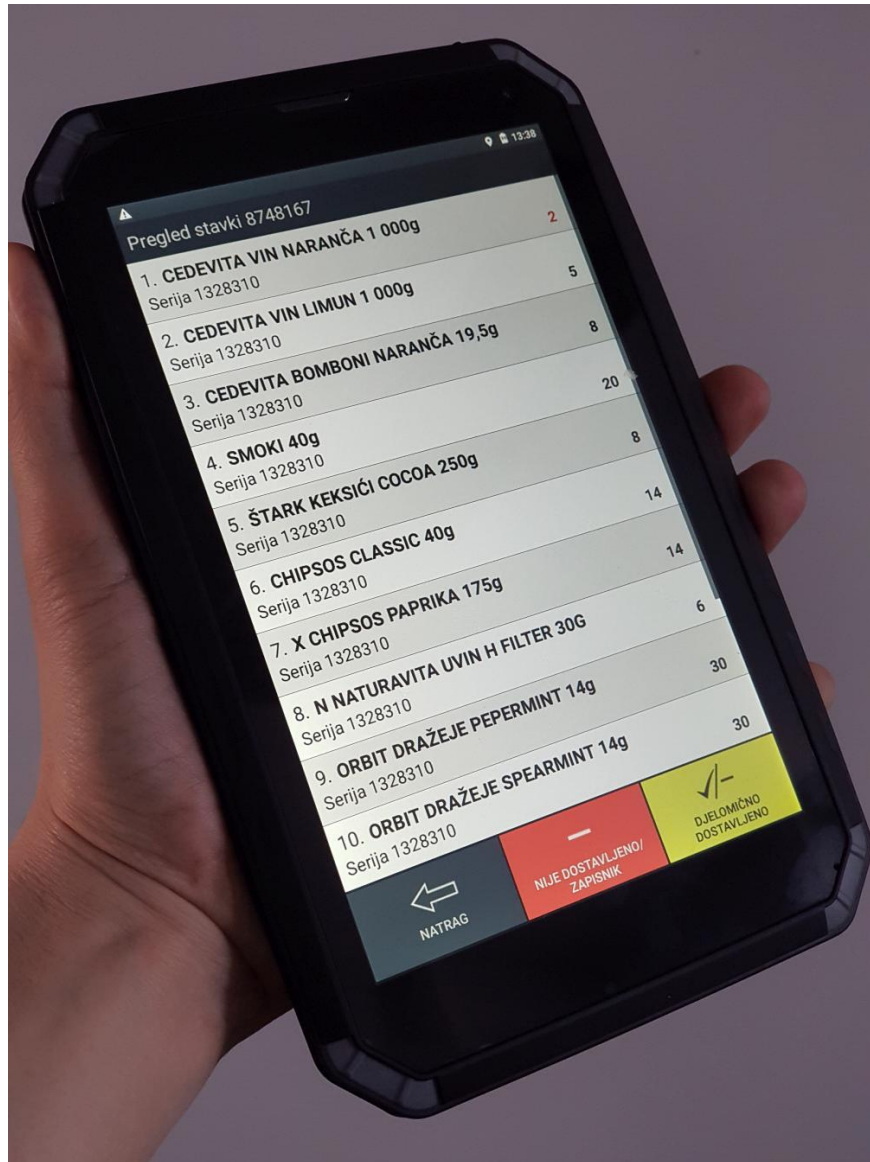 13:38
Pregled stavki 8748167
1. CEDEVITA VIN NARANČA 1 000g 2
Serija 1328310
2. CEDEVITA VIN LIMUN 1 000g 5
Serija 1328310
3. CEDEVITA BOMBONI NARANČA 19,5g 8
Serija 1328310
4. SMOKI 40g 20
Serija 1328310
5. ŠTARK KEKSIĆI COCOA 250g 8
Serija 1328310
6. CHIPSOS CLASSIC 40g 14
Serija 1328310
7. X CHIPSOS PAPRIKA 175g 14
Serija 1328310
8. N NATURAVITA UVIN H FILTER 30G 6
Serija 1328310
9. ORBIT DRAŽEJE PEPERMINT 14g 30
Serija 1328310
10. ORBIT DRAŽEJE SPEARMINT 14g 30
Serija 1328310
NATRAG
NIJE DOSTAVLJENO/
ZAPISNIK
DJELOMIČNO
DOSTAVLJENO